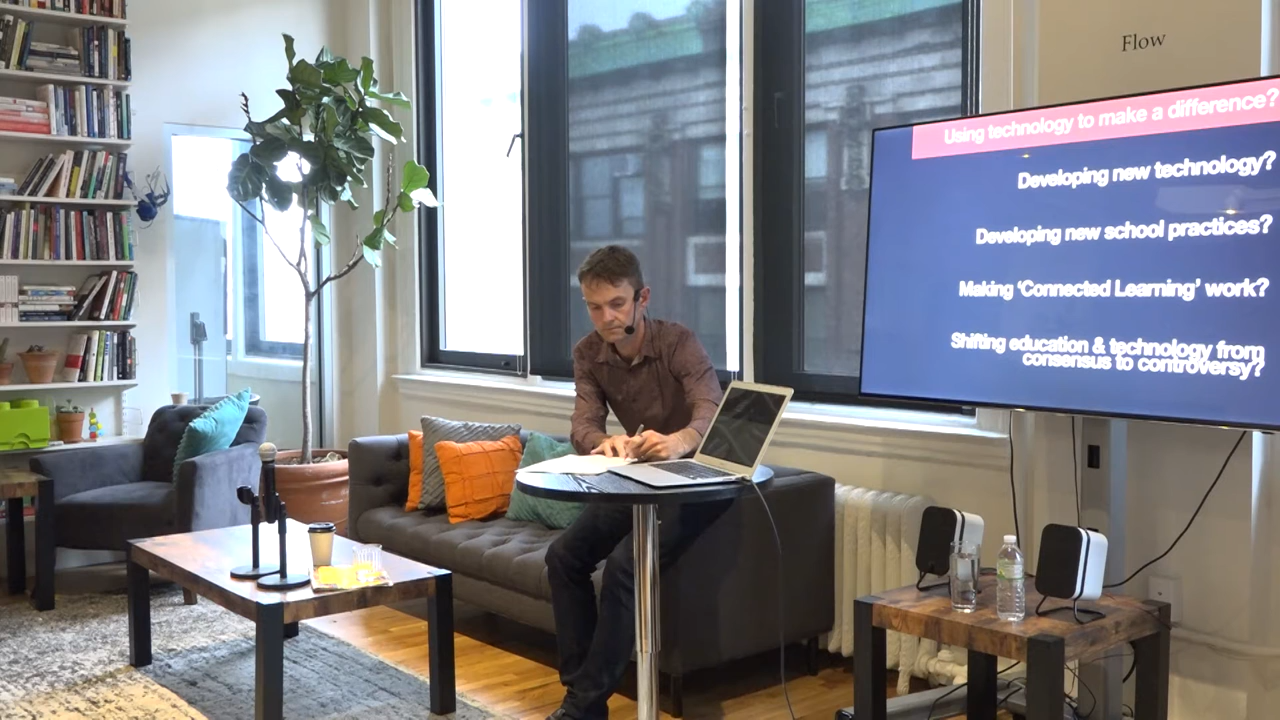 Flow
Using technology to make a difference?
Developing new technology?
Developing new school practices?
Making ‘Connected Learning’ work?
Shifting education & technology from
consensus to controversy?